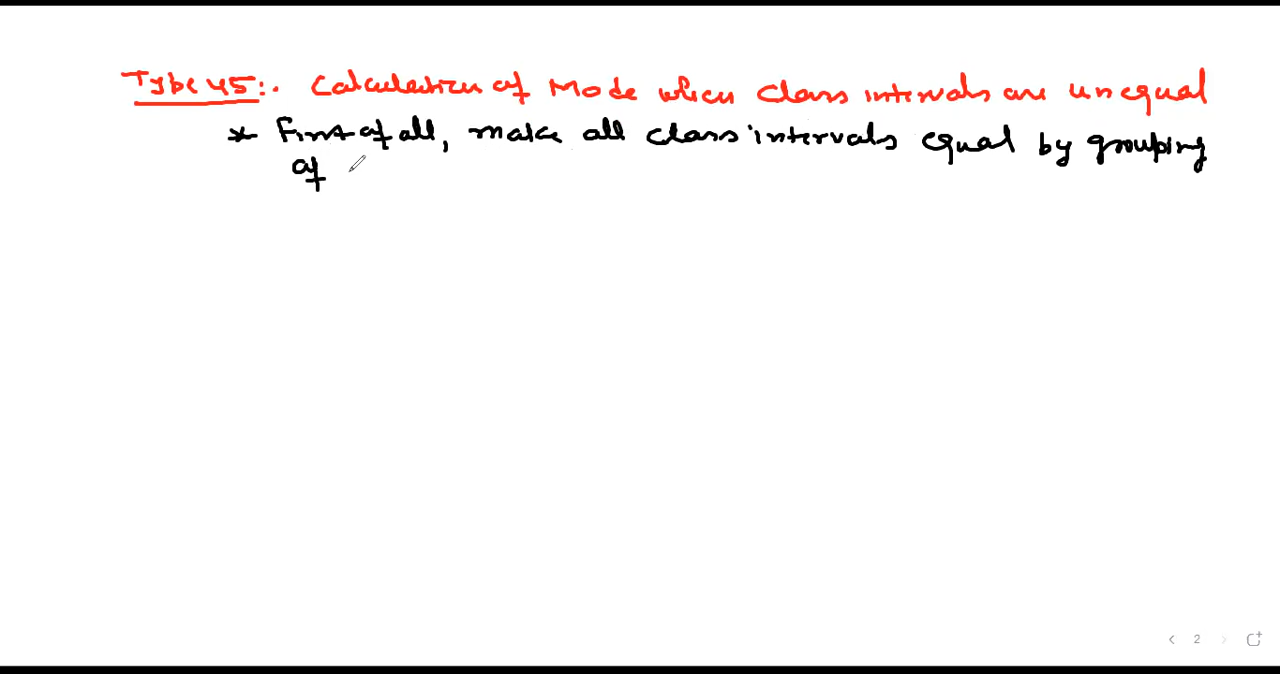 Type 45:. Calculation of Mode when Class intervals are unequal
* First of all, make all class intervals equal by grouping
of
2